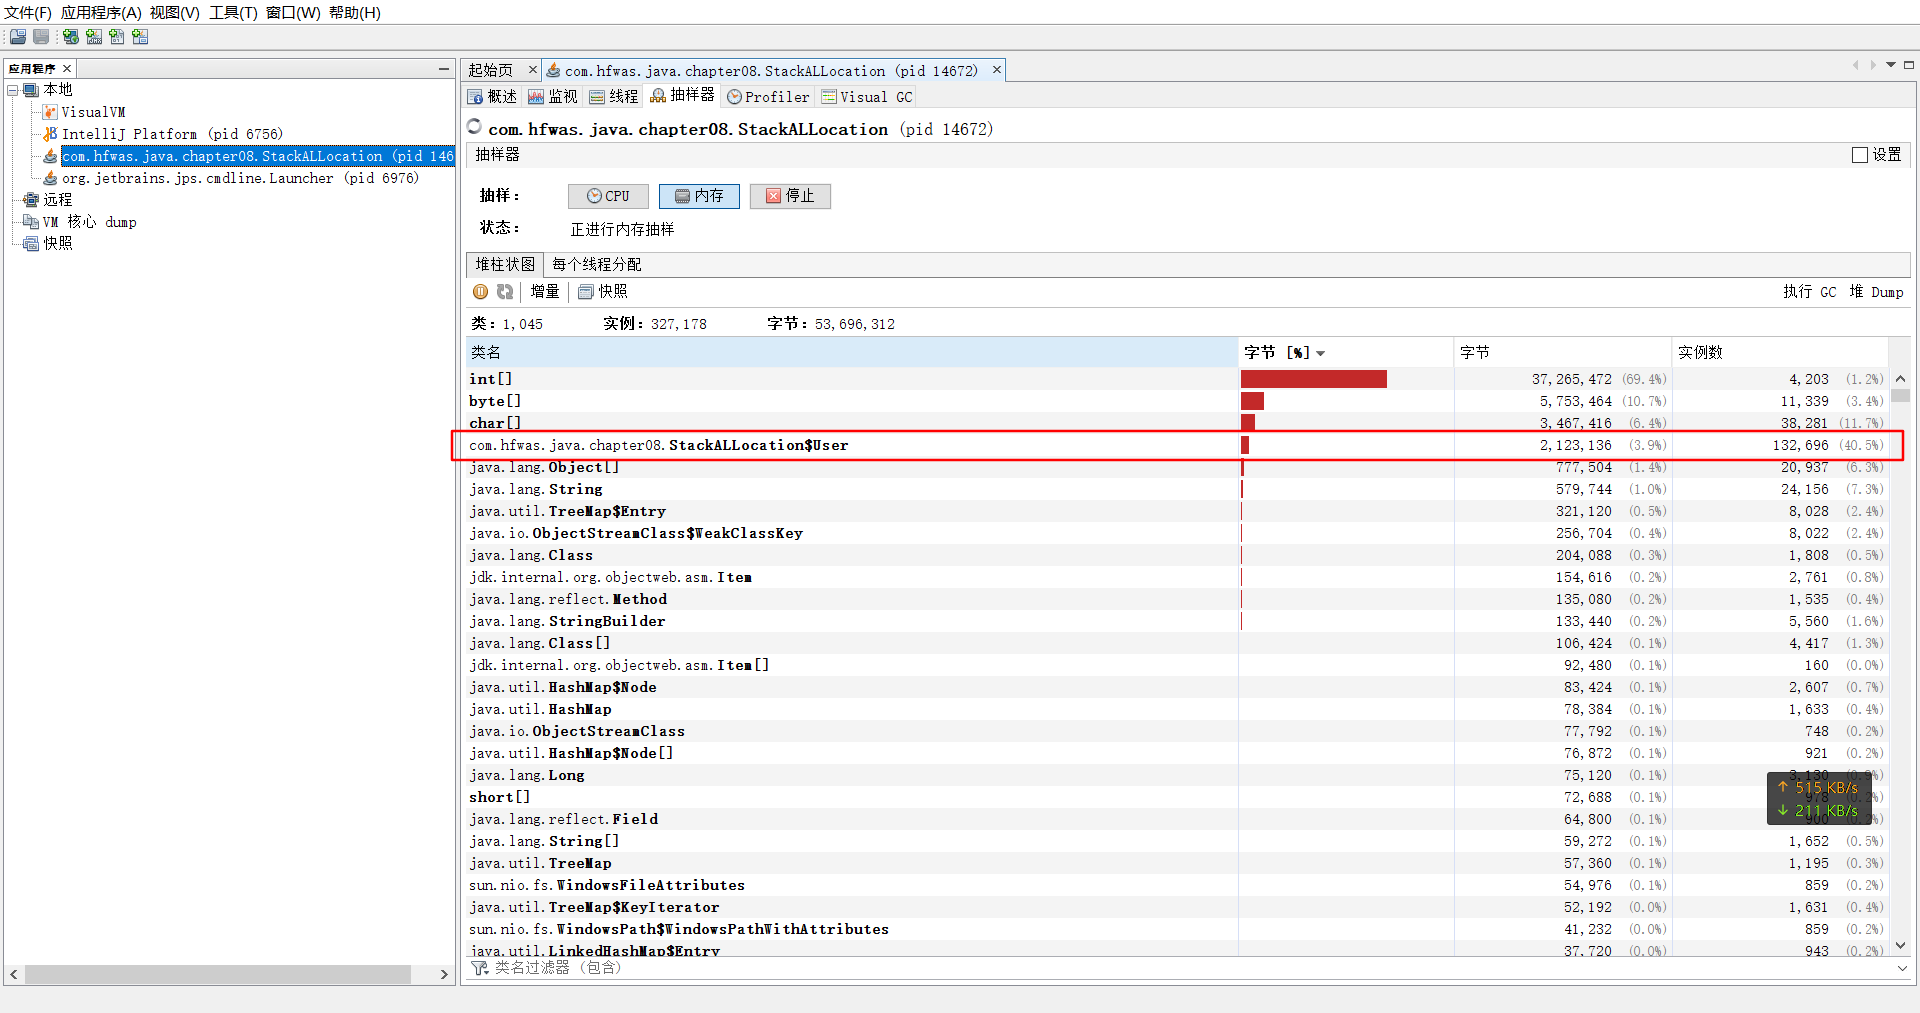 文件(F) 应用程序(A) 视图(V) 工具(T) 窗口(W) 帮助(H)
应用程序
本地
VisualVM
IntelliJ Platform (pid 6756)
com.hfwas.java.chapter08.StackALLocation (pid 146
org.jetbrains.jps.cmdline.Launcher (pid 6976)
远程
VM 核心 dump
快照
起始页 com.hfwas.java.chapter08.StackALLocation (pid 14672)
概述 监视 线程 抽样器 Profiler Visual GC
com.hfwas.java.chapter08.StackALLocation (pid 14672)
抽样器 设置
抽样： CPU 内存 停止
状态： 正进行内存抽样
堆柱状图 每个线程分配
增量 快照 执行 GC 堆 Dump
类：1,045 实例：327,178 字节：53,696,312
类名 字节 [%] 字节 实例数
int[] 37,265,472 (69.4%) 4,203 (1.2%)
byte[] 5,753,464 (10.7%) 11,339 (3.4%)
char[] 3,467,416 (6.4%) 38,281 (11.7%)
com.hfwas.java.chapter08.StackALLocation$User 2,123,136 (3.9%) 132,696 (40.5%)
java.lang.Object[] 777,504 (1.4%) 20,937 (6.3%)
java.lang.String 579,744 (1.0%) 24,156 (7.3%)
java.util.TreeMap$Entry 321,120 (0.5%) 8,028 (2.4%)
java.io.ObjectStreamClass$WeakClassKey 256,704 (0.4%) 8,022 (2.4%)
java.lang.Class 204,088 (0.3%) 1,808 (0.5%)
jdk.internal.org.objectweb.asm.Item 154,616 (0.2%) 2,761 (0.8%)
java.lang.reflect.Method 135,080 (0.2%) 1,535 (0.4%)
java.lang.StringBuilder 133,440 (0.2%) 5,560 (1.6%)
java.lang.Class[] 106,424 (0.1%) 4,417 (1.3%)
jdk.internal.org.objectweb.asm.Item[] 92,480 (0.1%) 160 (0.0%)
java.util.HashMap$Node 83,424 (0.1%) 2,607 (0.7%)
java.util.HashMap 78,384 (0.1%) 1,633 (0.4%)
java.io.ObjectStreamClass 77,792 (0.1%) 748 (0.2%)
java.util.HashMap$Node[] 76,872 (0.1%) 921 (0.2%)
java.lang.Long 75,120 (0.1%) 3,130 (0.9%)
short[] 72,688 (0.1%) 978 (0.2%)
java.lang.reflect.Field 64,800 (0.1%) 900 (0.2%)
↑ 515 KB/s
↓ 211 KB/s
java.lang.String[] 59,272 (0.1%) 1,652 (0.5%)
java.util.TreeMap 57,360 (0.1%) 1,195 (0.3%)
sun.nio.fs.WindowsFileAttributes 54,976 (0.1%) 859 (0.2%)
java.util.TreeMap$KeyIterator 52,192 (0.0%) 1,631 (0.4%)
sun.nio.fs.WindowsPath$WindowsPathWithAttributes 41,232 (0.0%) 859 (0.2%)
java.util.LinkedHashMap$Entry 37,720 (0.0%) 943 (0.2%)
类名过滤器 （包含）